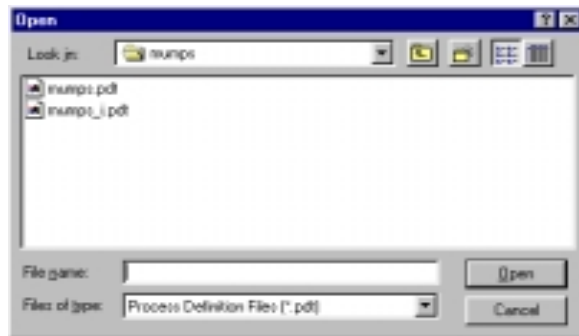 Open
Look in: mumps
mumps.pdt
mumps_i.pdt
File name: Open
Files of type: Process Definition Files (*.pdt) Cancel